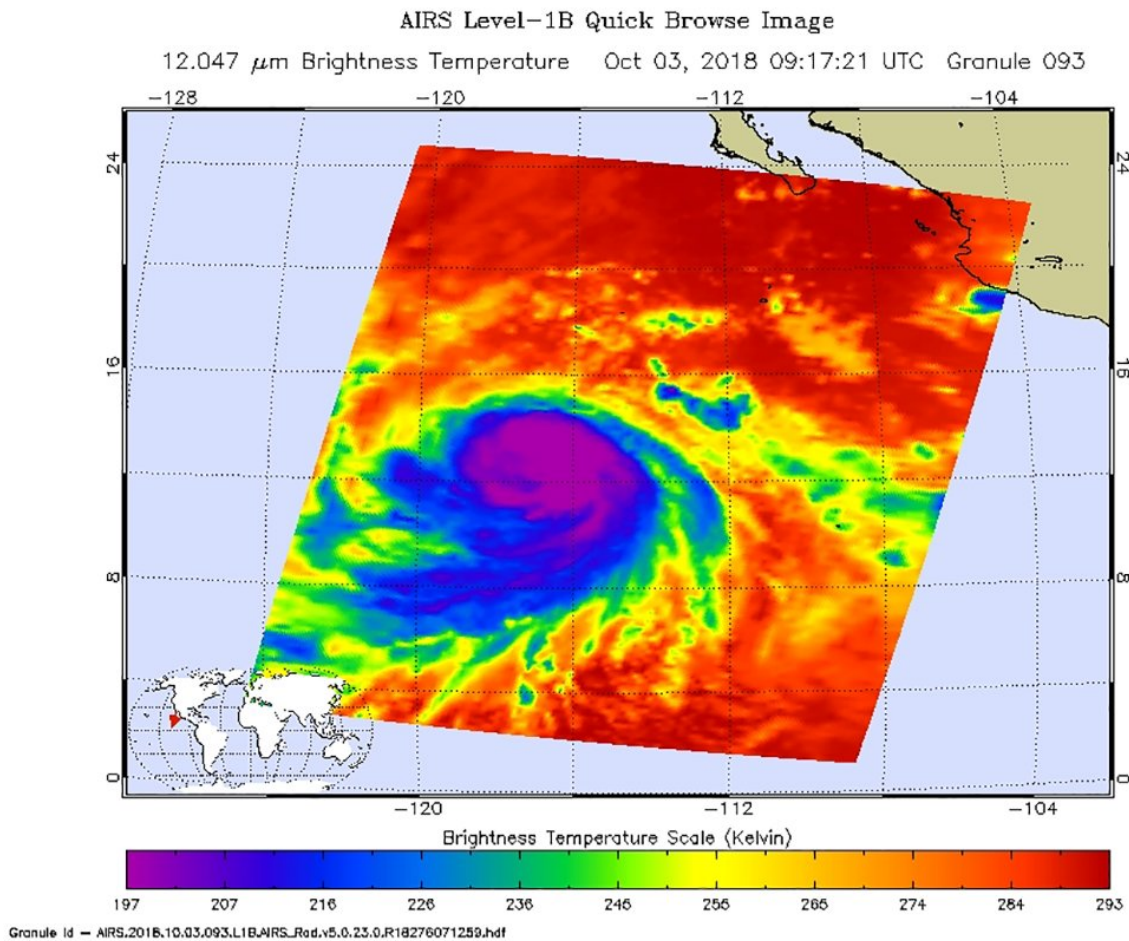 AIRS Level-1B Quick Browse Image
12.047 μm Brightness Temperature Oct 03, 2018 09:17:21 UTC Granule 093
-128 -120 -112 -104
24 24
16 16
8 8
0 0
-120 -112 -104
Brightness Temperature Scale (Kelvin)
197 207 216 226 236 245 255 265 274 284 293
Granule Id - AIRS.2018.10.03.093.L1B.AIRS_Rad.v5.0.23.0.R18276071259.hdf